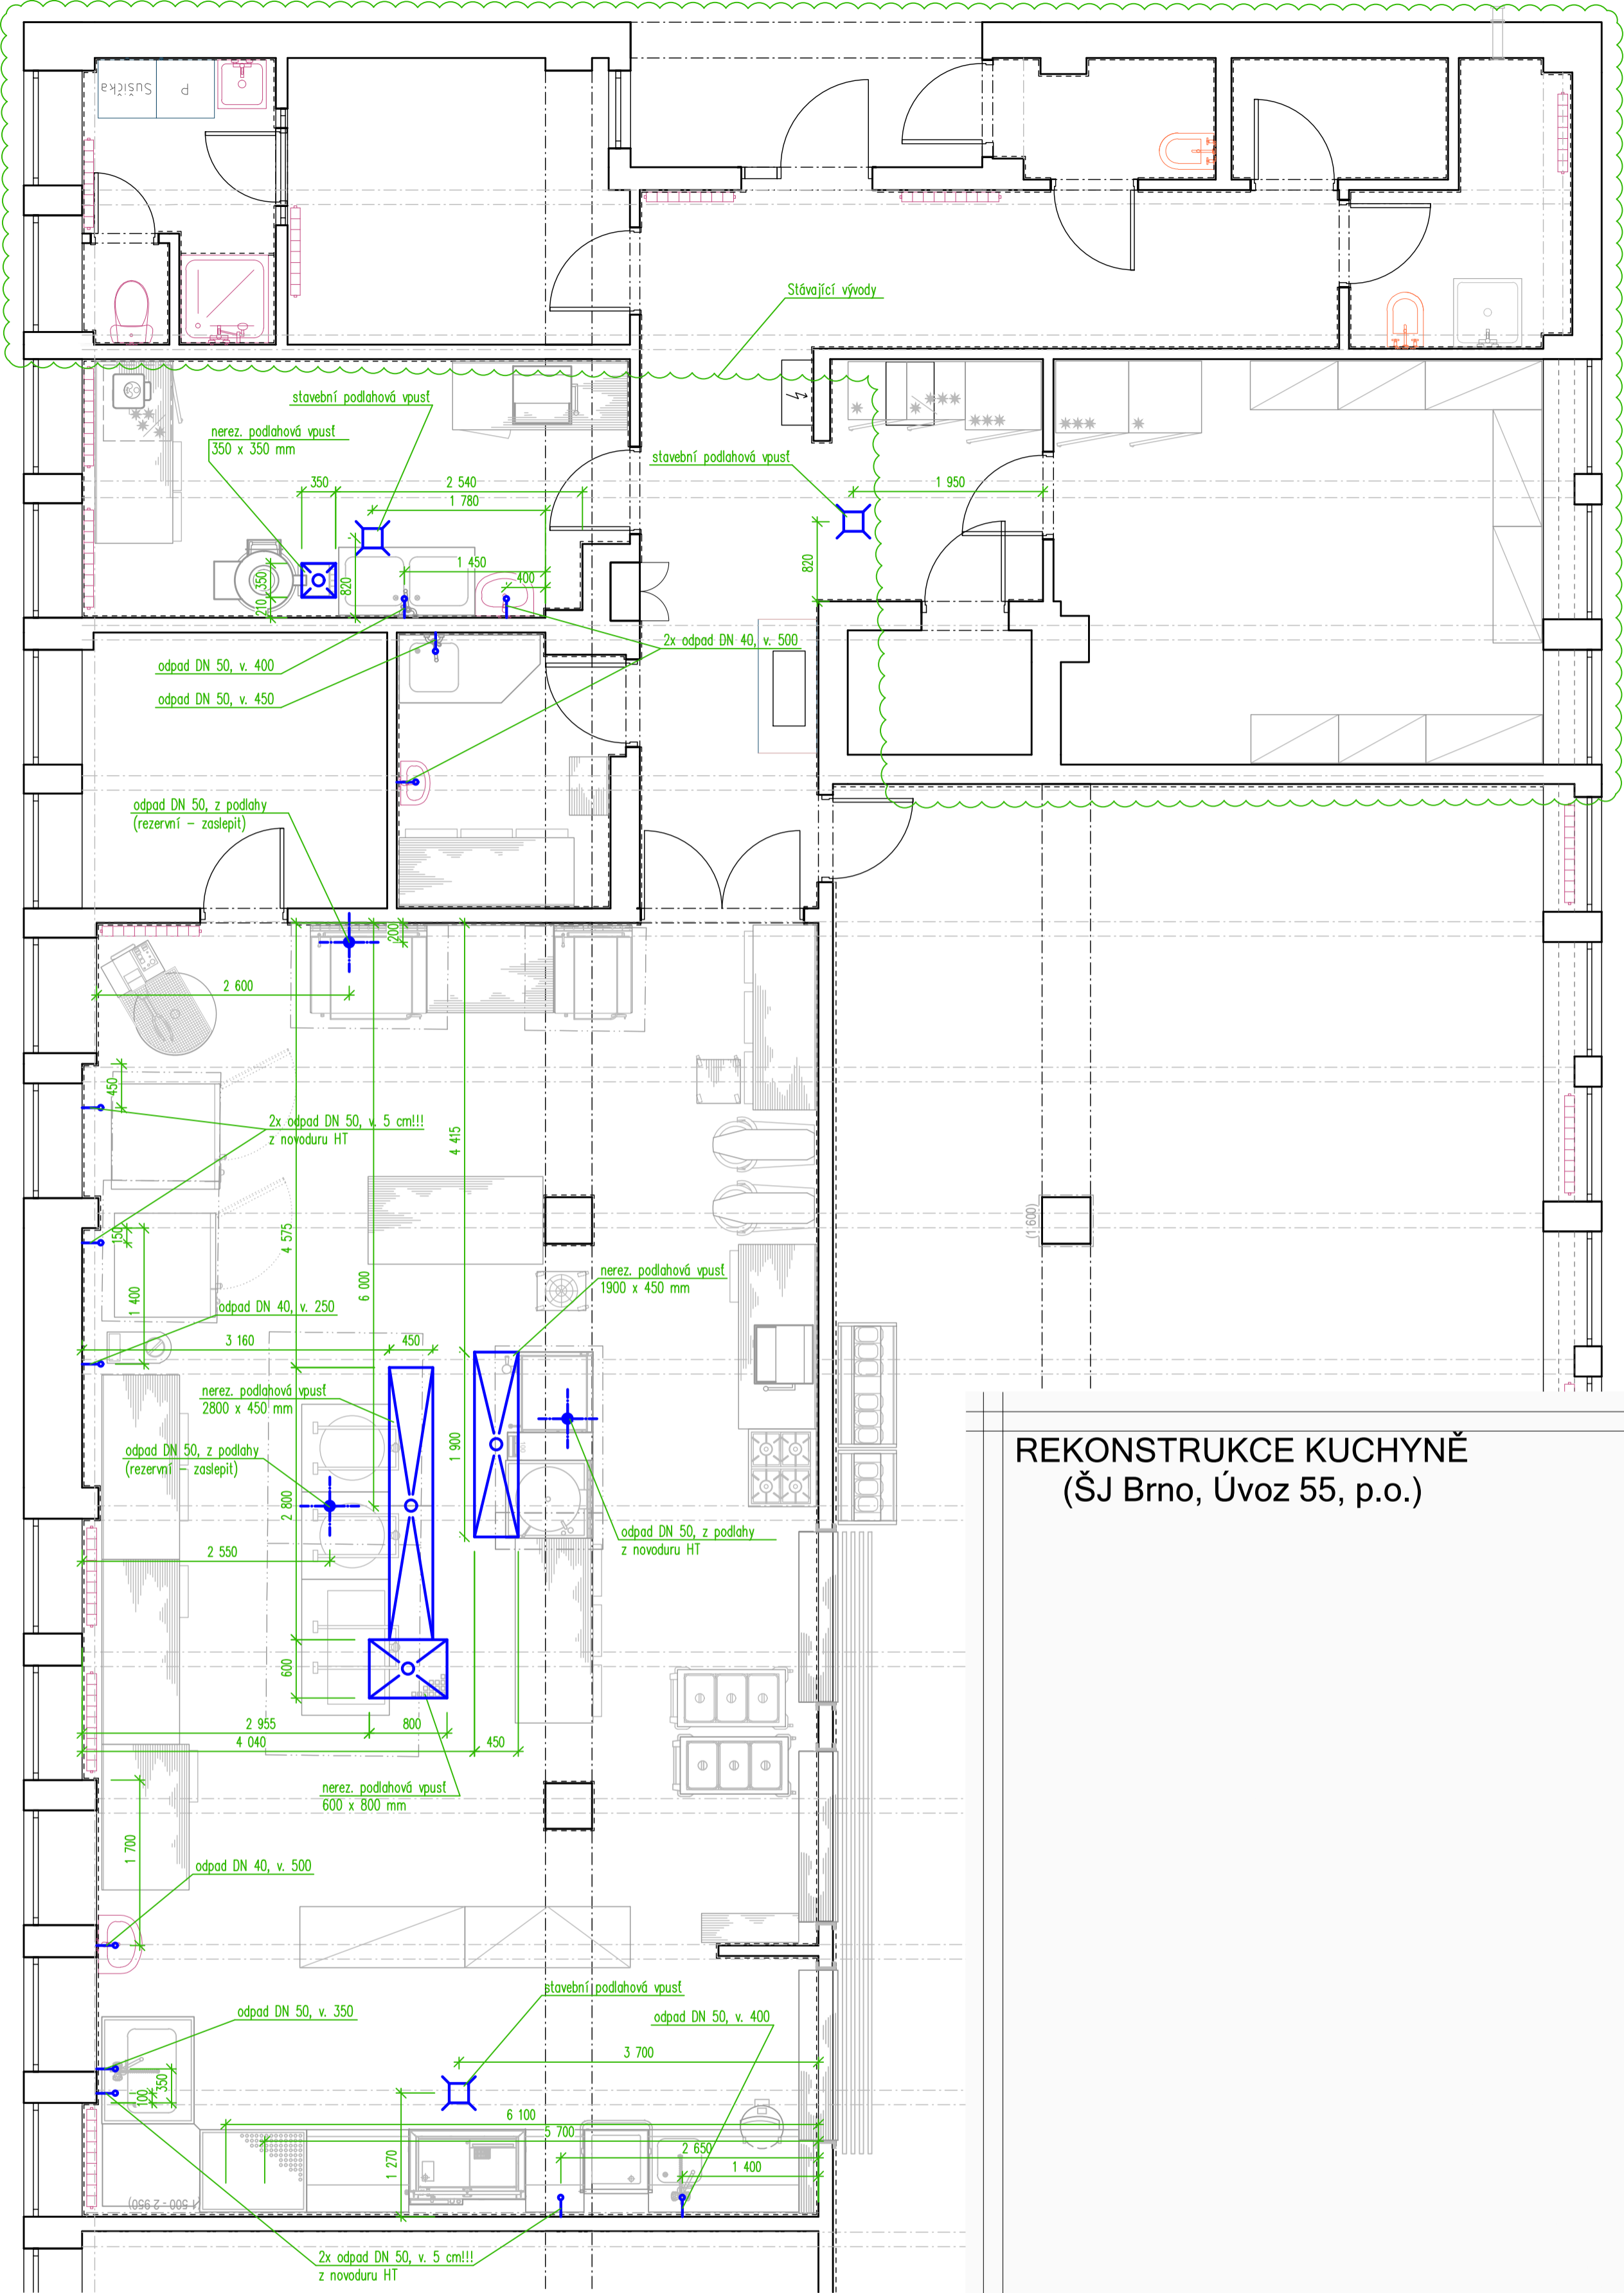 Sušička
P
Stávající vývody
stavební podlahová vpusť
nerez. podlahová vpusť
350 x 350 mm
stavební podlahová vpusť
350
2 540
1 780
1 950
820
1 450
400
350
210
820
2x odpad DN 40, v. 500
odpad DN 50, v. 400
odpad DN 50, v. 450
odpad DN 50, z podlahy
(rezervní – zaslepit)
200
2 600
450
2x odpad DN 50, v. 5 cm!!!
z novoduru HT
4 415
4 575
150
(1 600)
6 000
1 400
nerez. podlahová vpusť
1900 x 450 mm
odpad DN 40, v. 250
3 160
450
nerez. podlahová vpusť
2800 x 450 mm
REKONSTRUKCE KUCHYNĚ
(ŠJ Brno, Úvoz 55, p.o.)
1 900
odpad DN 50, z podlahy
(rezervní – zaslepit)
2 800
odpad DN 50, z podlahy
z novoduru HT
2 550
600
2 955
800
4 040
450
nerez. podlahová vpusť
600 x 800 mm
1 700
odpad DN 40, v. 500
stavební podlahová vpusť
odpad DN 50, v. 350
odpad DN 50, v. 400
3 700
350
100
6 100
5 700
2 650
1 270
1 400
2x odpad DN 50, v. 5 cm!!!
z novoduru HT